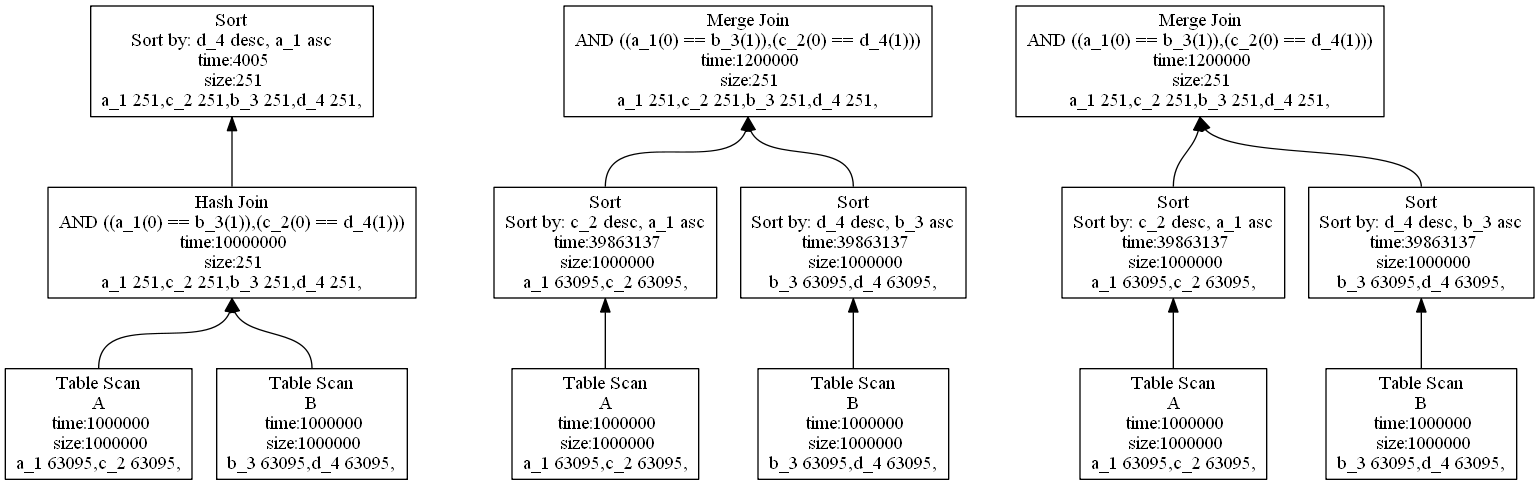 Sort
Sort by: d_4 desc, a_1 asc
time:4005
size:251
a_1 251,c_2 251,b_3 251,d_4 251,
Hash Join
AND ((a_1(0) == b_3(1)),(c_2(0) == d_4(1)))
time:10000000
size:251
a_1 251,c_2 251,b_3 251,d_4 251,
Table Scan
A
time:1000000
size:1000000
a_1 63095,c_2 63095,
Table Scan
B
time:1000000
size:1000000
b_3 63095,d_4 63095,
Merge Join
AND ((a_1(0) == b_3(1)),(c_2(0) == d_4(1)))
time:1200000
size:251
a_1 251,c_2 251,b_3 251,d_4 251,
Sort
Sort by: c_2 desc, a_1 asc
time:39863137
size:1000000
a_1 63095,c_2 63095,
Sort
Sort by: d_4 desc, b_3 asc
time:39863137
size:1000000
b_3 63095,d_4 63095,
Table Scan
A
time:1000000
size:1000000
a_1 63095,c_2 63095,
Table Scan
B
time:1000000
size:1000000
b_3 63095,d_4 63095,
Merge Join
AND ((a_1(0) == b_3(1)),(c_2(0) == d_4(1)))
time:1200000
size:251
a_1 251,c_2 251,b_3 251,d_4 251,
Sort
Sort by: c_2 desc, a_1 asc
time:39863137
size:1000000
a_1 63095,c_2 63095,
Sort
Sort by: d_4 desc, b_3 asc
time:39863137
size:1000000
b_3 63095,d_4 63095,
Table Scan
A
time:1000000
size:1000000
a_1 63095,c_2 63095,
Table Scan
B
time:1000000
size:1000000
b_3 63095,d_4 63095,